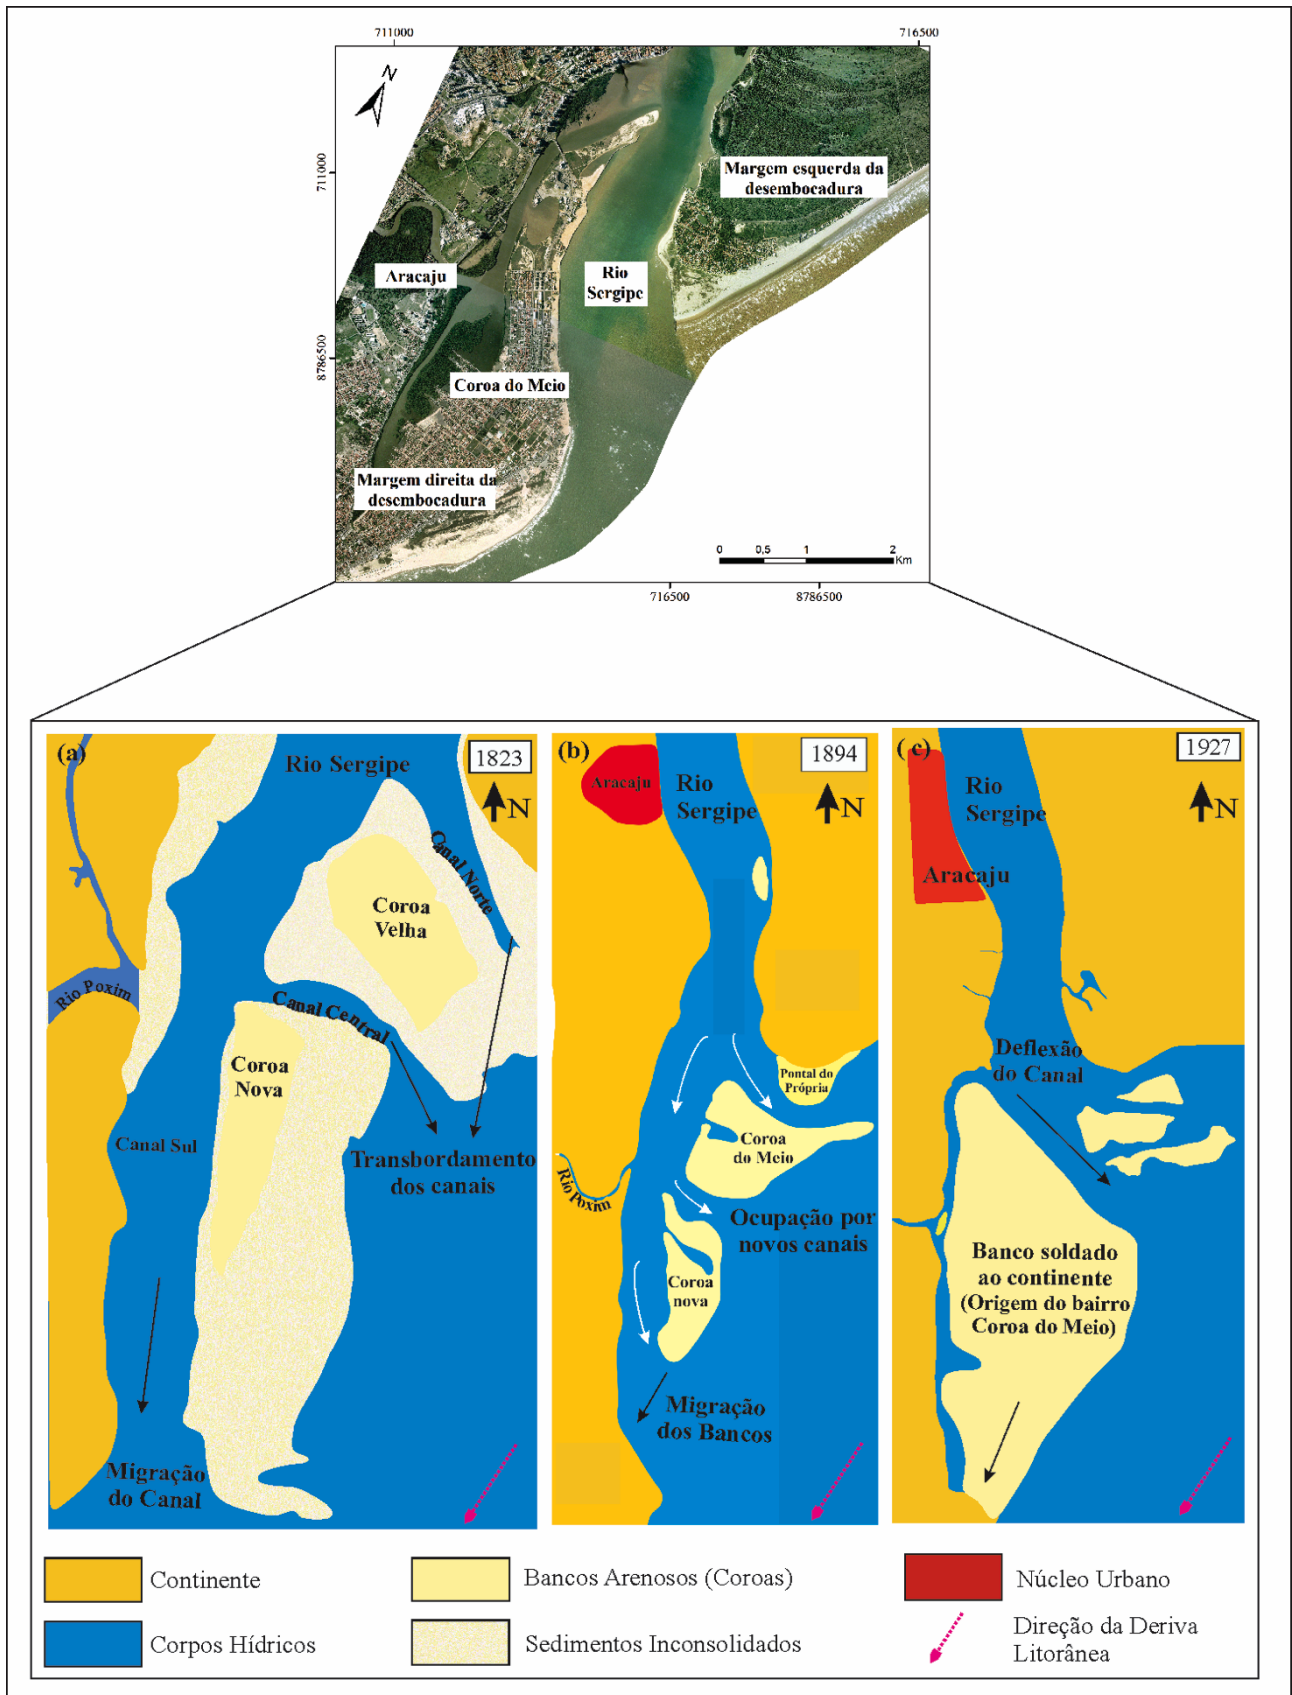 711000
716500
N
711000
8786500
Margem esquerda da
desembocadura
Aracaju
Rio
Sergipe
Coroa do Meio
Margem direita da
desembocadura
0 0,5 1 2
Km
716500
8786500
(a)
1823
N
Rio Sergipe
Canal Norte
Coroa
Velha
Rio Poxim
Canal Central
Coroa
Nova
Canal Sul
Transbordamento
dos canais
Migração
do Canal
(b)
1894
N
Aracaju
Rio
Sergipe
Pontal do
Própria
Coroa
do Meio
Rio Poxim
Ocupação por
novos canais
Coroa
nova
Migração
dos Bancos
(c)
1927
N
Rio
Sergipe
Aracaju
Deflexão
do Canal
Banco soldado
ao continente
(Origem do bairro
Coroa do Meio)
Continente
Bancos Arenosos (Coroas)
Núcleo Urbano
Corpos Hídricos
Sedimentos Inconsolidados
Direção da Deriva
Litorânea